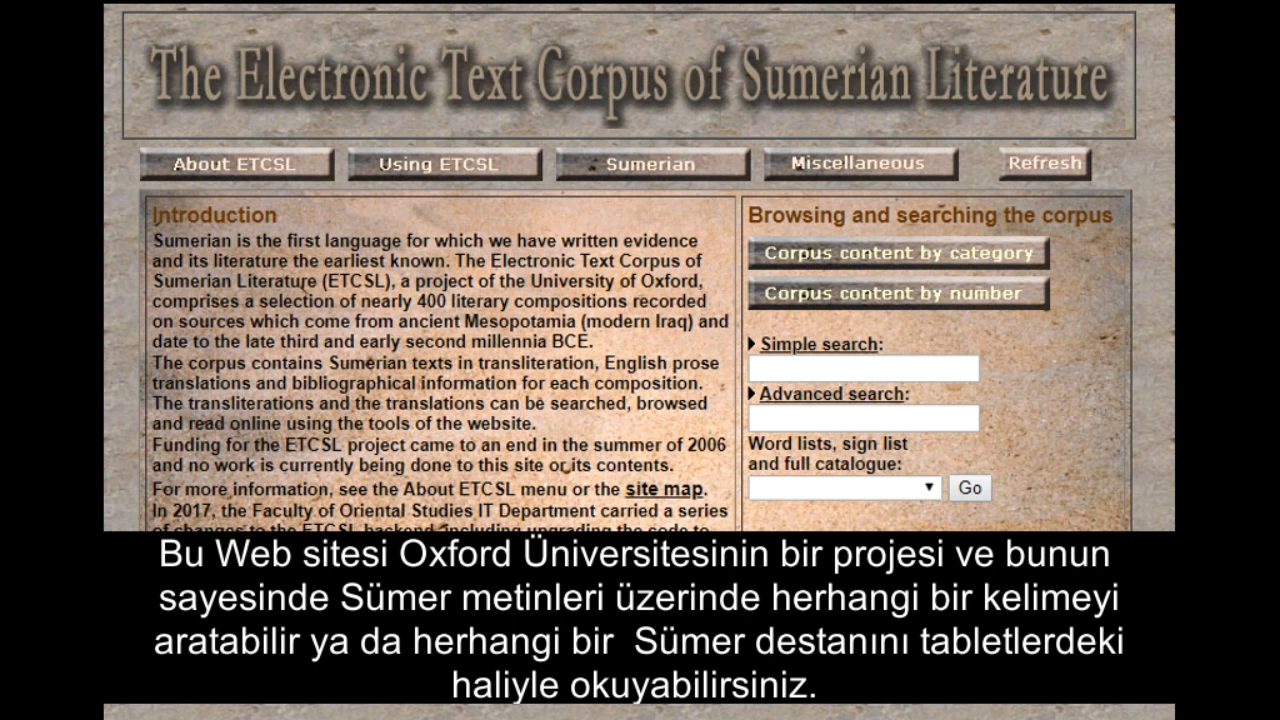 The Electronic Text Corpus of Sumerian Literature
About ETCSL
Using ETCSL
Sumerian
Miscellaneous
Refresh
Introduction
Sumerian is the first language for which we have written evidence
and its literature the earliest known. The Electronic Text Corpus of
Sumerian Literature (ETCSL), a project of the University of Oxford,
comprises a selection of nearly 400 literary compositions recorded
on sources which come from ancient Mesopotamia (modern Iraq) and
date to the late third and early second millennia BCE.
The corpus contains Sumerian texts in transliteration, English prose
translations and bibliographical information for each composition.
The transliterations and the translations can be searched, browsed
and read online using the tools of the website.
Funding for the ETCSL project came to an end in the summer of 2006
and no work is currently being done to this site or its contents.
For more information, see the About ETCSL menu or the site map.
In 2017, the Faculty of Oriental Studies IT Department carried a series
of changes to the ETCSL backend, including upgrading the code to
Browsing and searching the corpus
Corpus content by category
Corpus content by number
Simple search:
Advanced search:
Word lists, sign list
and full catalogue:
Go
Bu Web sitesi Oxford Üniversitesinin bir projesi ve bunun
sayesinde Sümer metinleri üzerinde herhangi bir kelimeyi
aratabilir ya da herhangi bir Sümer destanını tabletlerdeki
haliyle okuyabilirsiniz.